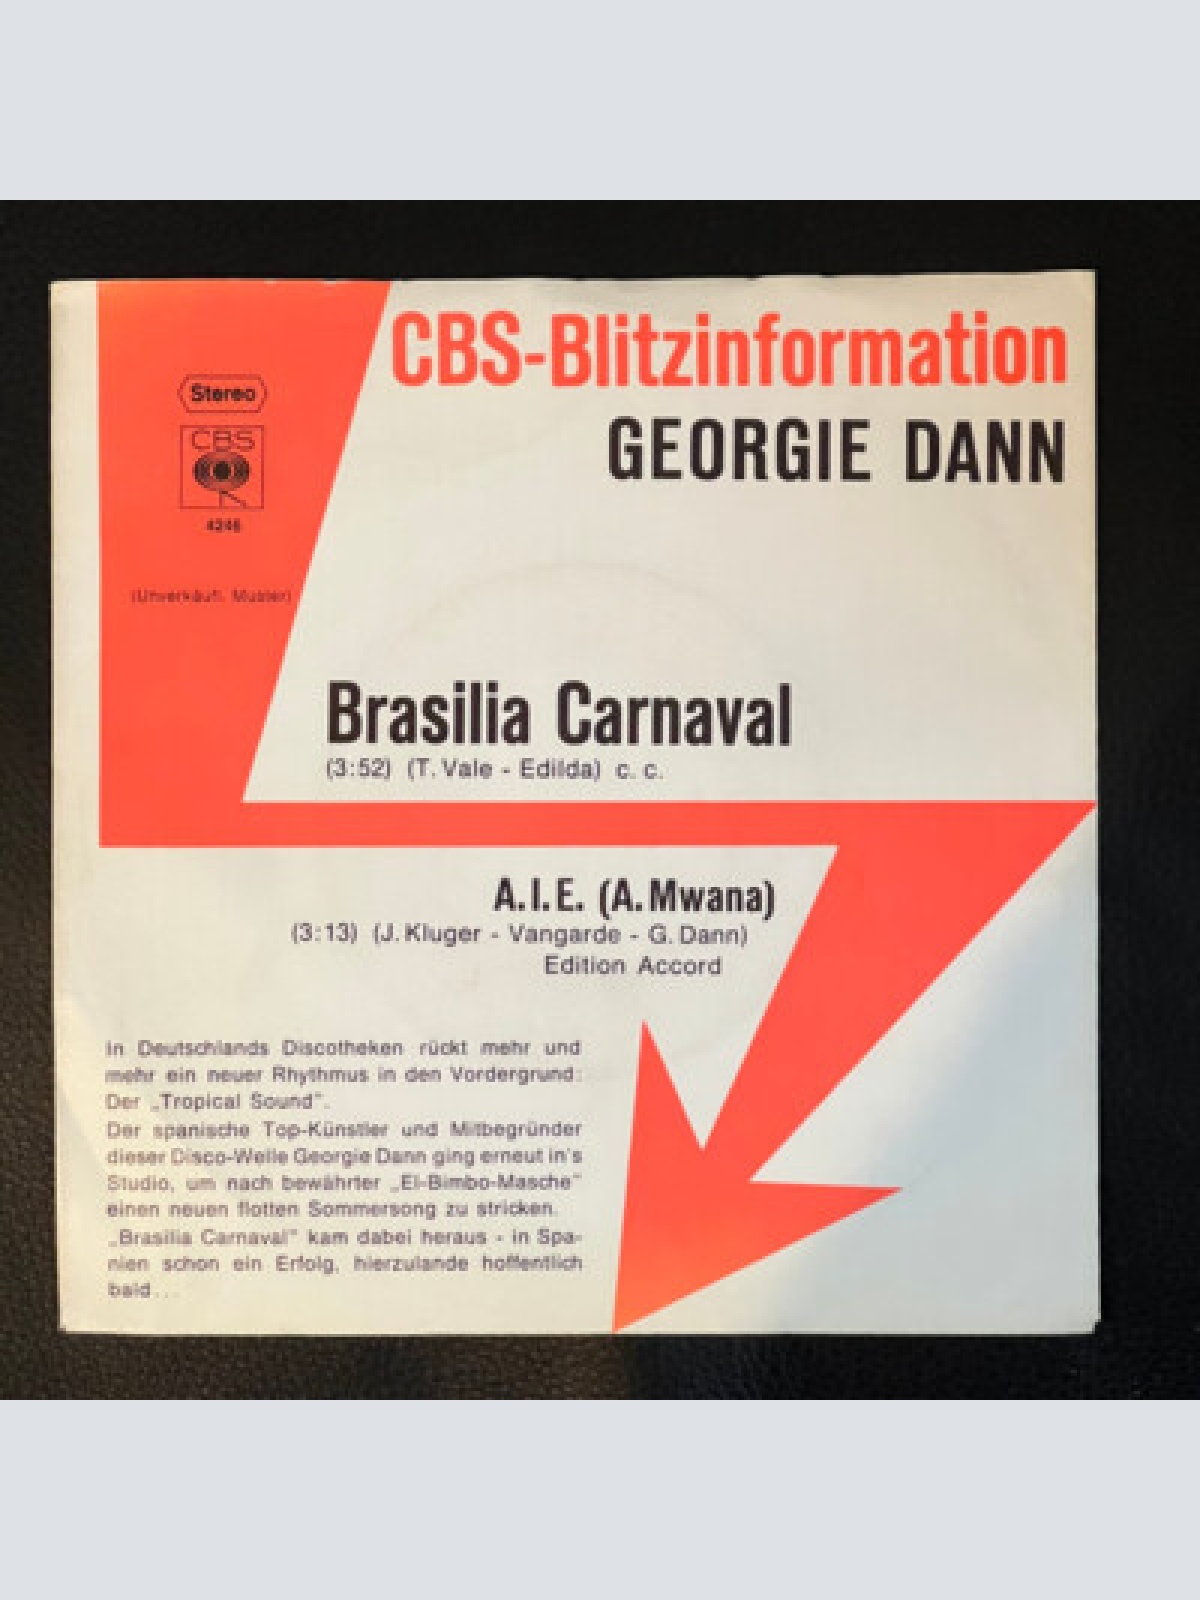 CBS-Blitzinformation
GEORGIE DANN
Stereo
CBS
4246
(Unverkäufl. Muster)
Brasilia Carnaval
(3:52) (T. Vale - Edilda) c. c.
A.I.E. (A. Mwana)
(3:13) (J. Kluger - Vangarde - G. Dann)
Edition Accord
In Deutschlands Discotheken rückt mehr und
mehr ein neuer Rhythmus in den Vordergrund:
Der „Tropical Sound".
Der spanische Top-Künstler und Mitbegründer
dieser Disco-Welle Georgie Dann ging erneut in's
Studio, um nach bewährter „El-Bimbo-Masche"
einen neuen flotten Sommersong zu stricken.
„Brasilia Carnaval" kam dabei heraus - in Spa-
nien schon ein Erfolg, hierzulande hoffentlich
bald...